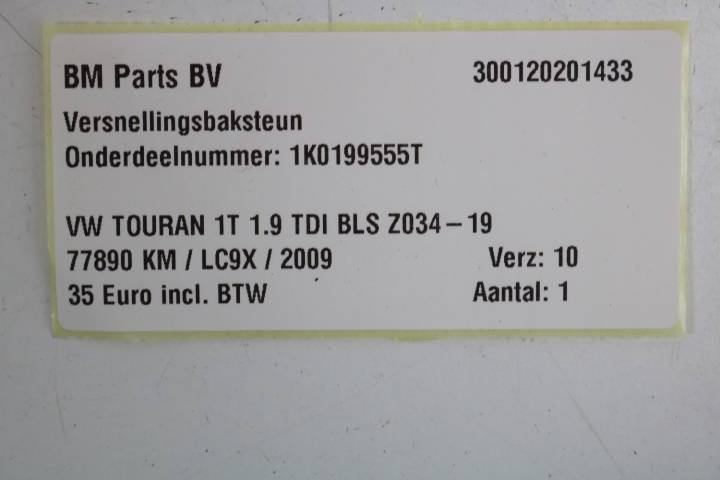 BM Parts BV 300120201433
Versnellingsbaksteun
Onderdeelnummer: 1K0199555T
VW TOURAN 1T 1.9 TDI BLS Z034-19
77890 KM / LC9X / 2009 Verz: 10
35 Euro incl. BTW Aantal: 1